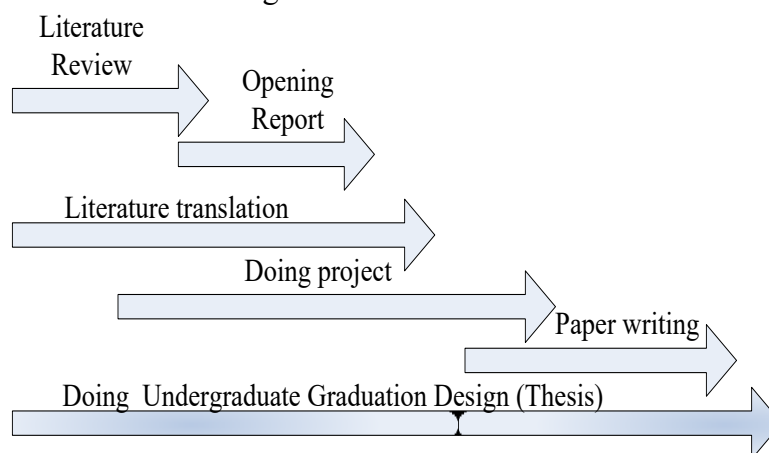 Literature
Review
Opening
Report
Literature translation
Doing project
Paper writing
Doing Undergraduate Graduation Design (Thesis)